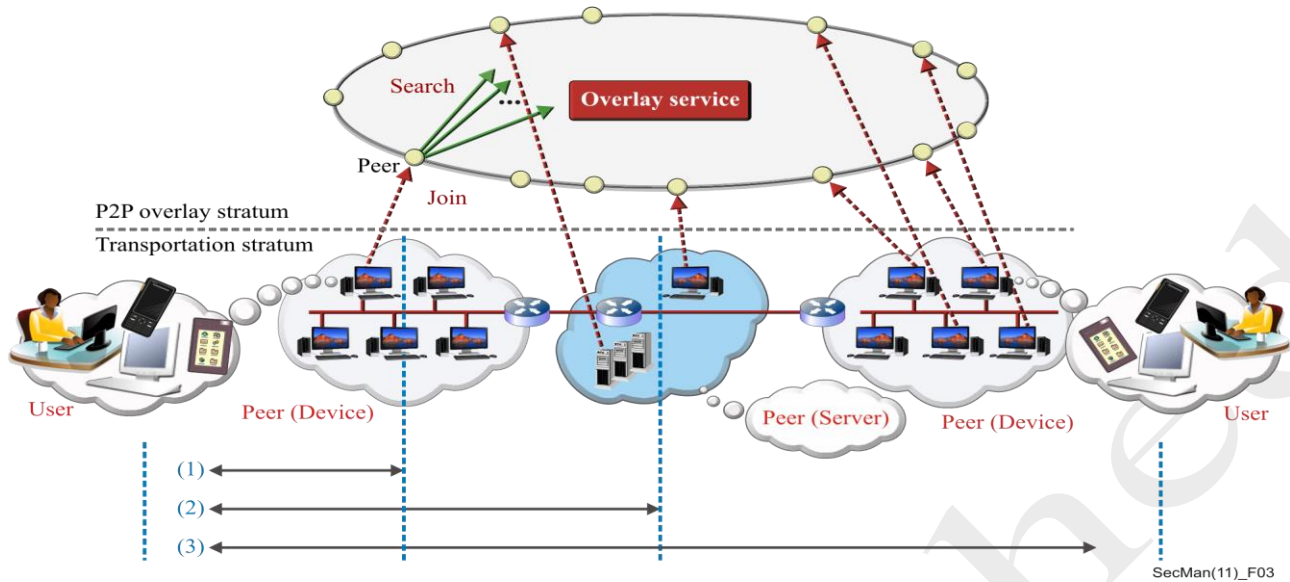 Search
Overlay service
Peer
Join
P2P overlay stratum
Transportation stratum
User
Peer (Device)
Peer (Server)
Peer (Device)
User
(1)
(2)
(3)
SecMan(11)_F03